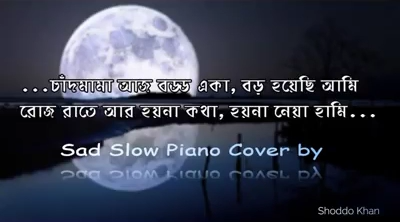 ...চাঁদমামা আজ বড্ড একা, বড় হয়েছি আমি
রোজ রাতে আর হয়না কথা, হয়না নেয়া হামি...
Sad Slow Piano Cover by
Shoddo Khan